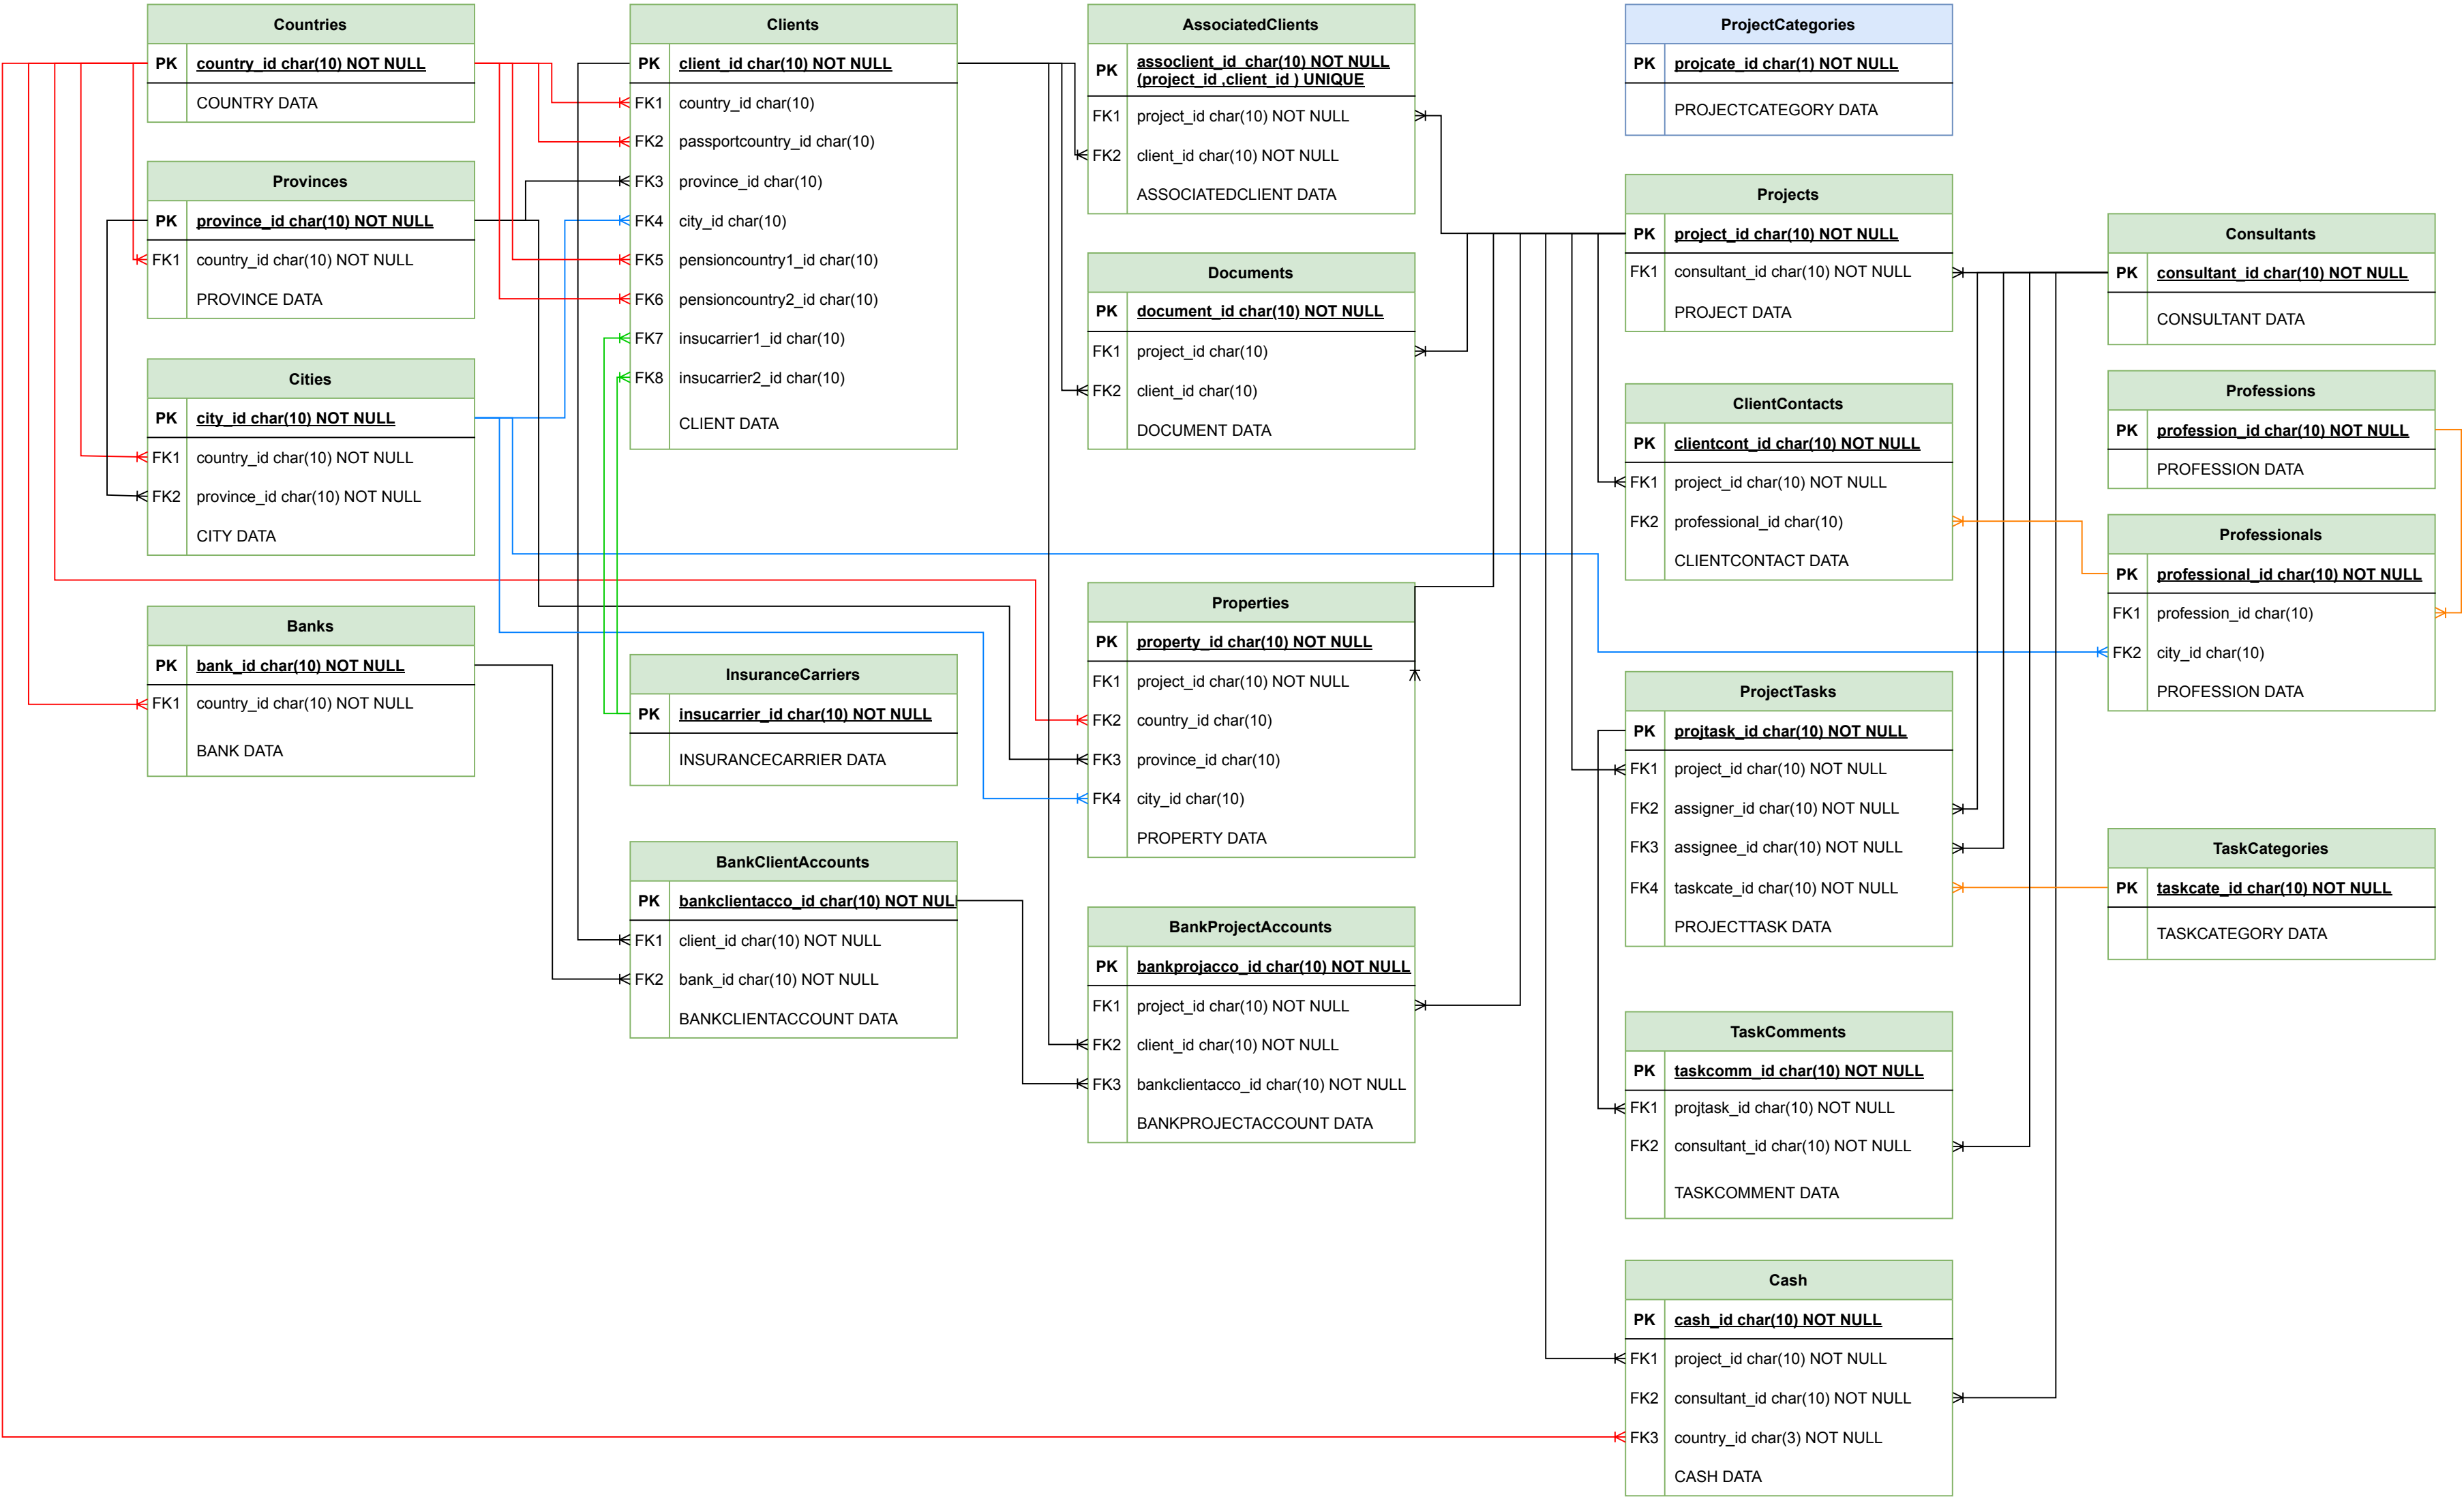 Countries
PK country_id char(10) NOT NULL
COUNTRY DATA
Provinces
PK province_id char(10) NOT NULL
FK1 country_id char(10) NOT NULL
PROVINCE DATA
Cities
PK city_id char(10) NOT NULL
FK1 country_id char(10) NOT NULL
FK2 province_id char(10) NOT NULL
CITY DATA
Banks
PK bank_id char(10) NOT NULL
FK1 country_id char(10) NOT NULL
BANK DATA
Clients
PK client_id char(10) NOT NULL
FK1 country_id char(10)
FK2 passportcountry_id char(10)
FK3 province_id char(10)
FK4 city_id char(10)
FK5 pensioncountry1_id char(10)
FK6 pensioncountry2_id char(10)
FK7 insucarrier1_id char(10)
FK8 insucarrier2_id char(10)
CLIENT DATA
InsuranceCarriers
PK insucarrier_id char(10) NOT NULL
INSURANCECARRIER DATA
BankClientAccounts
PK bankclientacco_id char(10) NOT NUL
FK1 client_id char(10) NOT NULL
FK2 bank_id char(10) NOT NULL
BANKCLIENTACCOUNT DATA
AssociatedClients
PK assoclient_id char(10) NOT NULL
(project_id ,client_id ) UNIQUE
FK1 project_id char(10) NOT NULL
FK2 client_id char(10) NOT NULL
ASSOCIATEDCLIENT DATA
Documents
PK document_id char(10) NOT NULL
FK1 project_id char(10)
FK2 client_id char(10)
DOCUMENT DATA
Properties
PK property_id char(10) NOT NULL
FK1 project_id char(10) NOT NULL
FK2 country_id char(10)
FK3 province_id char(10)
FK4 city_id char(10)
PROPERTY DATA
BankProjectAccounts
PK bankprojacco_id char(10) NOT NULL
FK1 project_id char(10) NOT NULL
FK2 client_id char(10) NOT NULL
FK3 bankclientacco_id char(10) NOT NULL
BANKPROJECTACCOUNT DATA
ProjectCategories
PK projcate_id char(1) NOT NULL
PROJECTCATEGORY DATA
Projects
PK project_id char(10) NOT NULL
FK1 consultant_id char(10) NOT NULL
PROJECT DATA
ClientContacts
PK clientcont_id char(10) NOT NULL
FK1 project_id char(10) NOT NULL
FK2 professional_id char(10)
CLIENTCONTACT DATA
ProjectTasks
PK projtask_id char(10) NOT NULL
FK1 project_id char(10) NOT NULL
FK2 assigner_id char(10) NOT NULL
FK3 assignee_id char(10) NOT NULL
FK4 taskcate_id char(10) NOT NULL
PROJECTTASK DATA
TaskComments
PK taskcomm_id char(10) NOT NULL
FK1 projtask_id char(10) NOT NULL
FK2 consultant_id char(10) NOT NULL
TASKCOMMENT DATA
Cash
PK cash_id char(10) NOT NULL
FK1 project_id char(10) NOT NULL
FK2 consultant_id char(10) NOT NULL
FK3 country_id char(3) NOT NULL
CASH DATA
Consultants
PK consultant_id char(10) NOT NULL
CONSULTANT DATA
Professions
PK profession_id char(10) NOT NULL
PROFESSION DATA
Professionals
PK professional_id char(10) NOT NULL
FK1 profession_id char(10)
FK2 city_id char(10)
PROFESSION DATA
TaskCategories
PK taskcate_id char(10) NOT NULL
TASKCATEGORY DATA